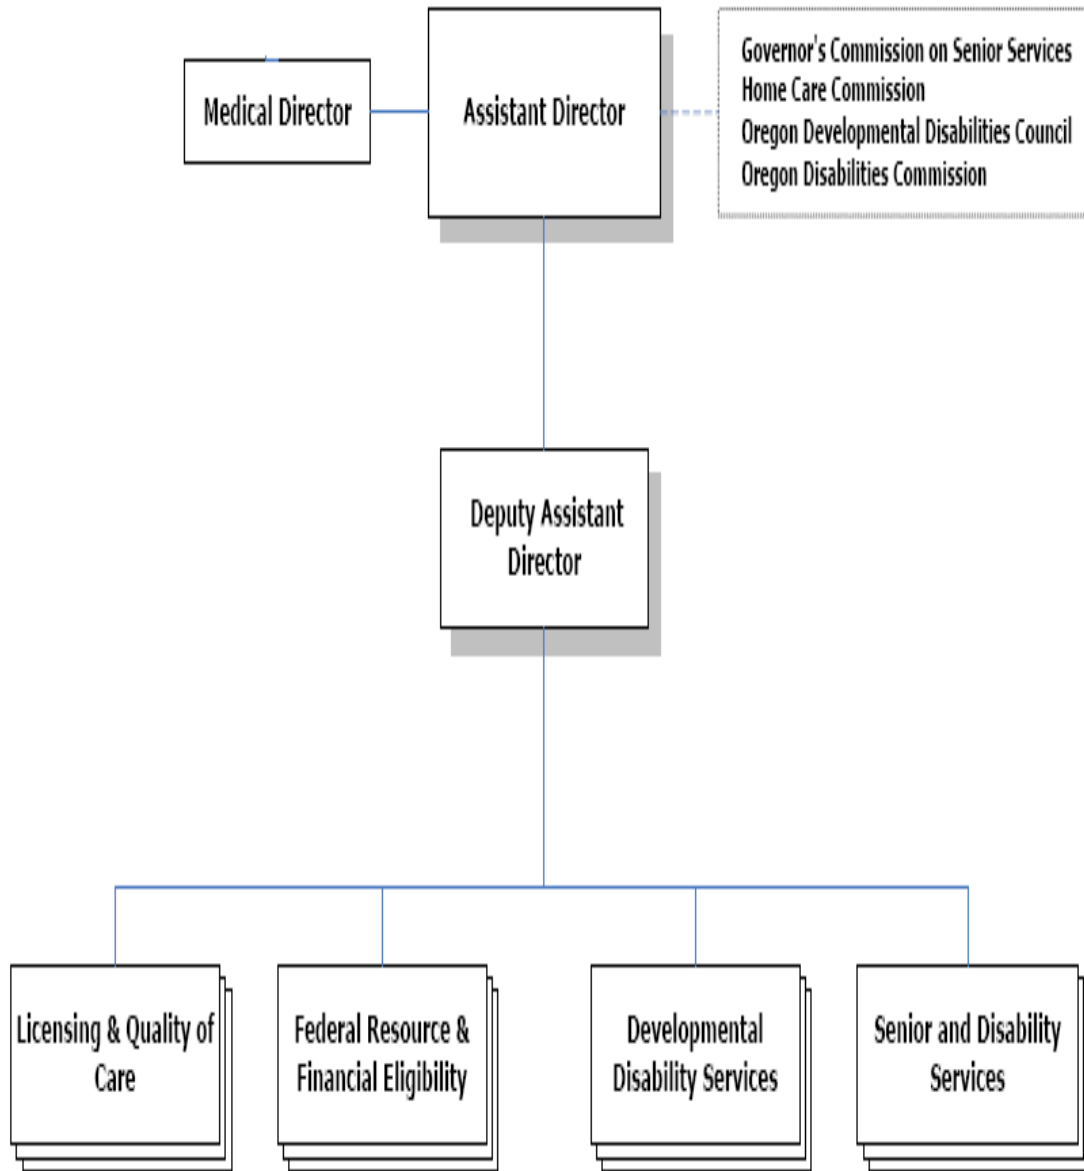 Medical Director
Assistant Director
Governor's Commission on Senior Services
Home Care Commission
Oregon Developmental Disabilities Council
Oregon Disabilities Commission
Deputy Assistant
Director
Licensing & Quality of
Care
Federal Resource &
Financial Eligibility
Developmental
Disability Services
Senior and Disability
Services